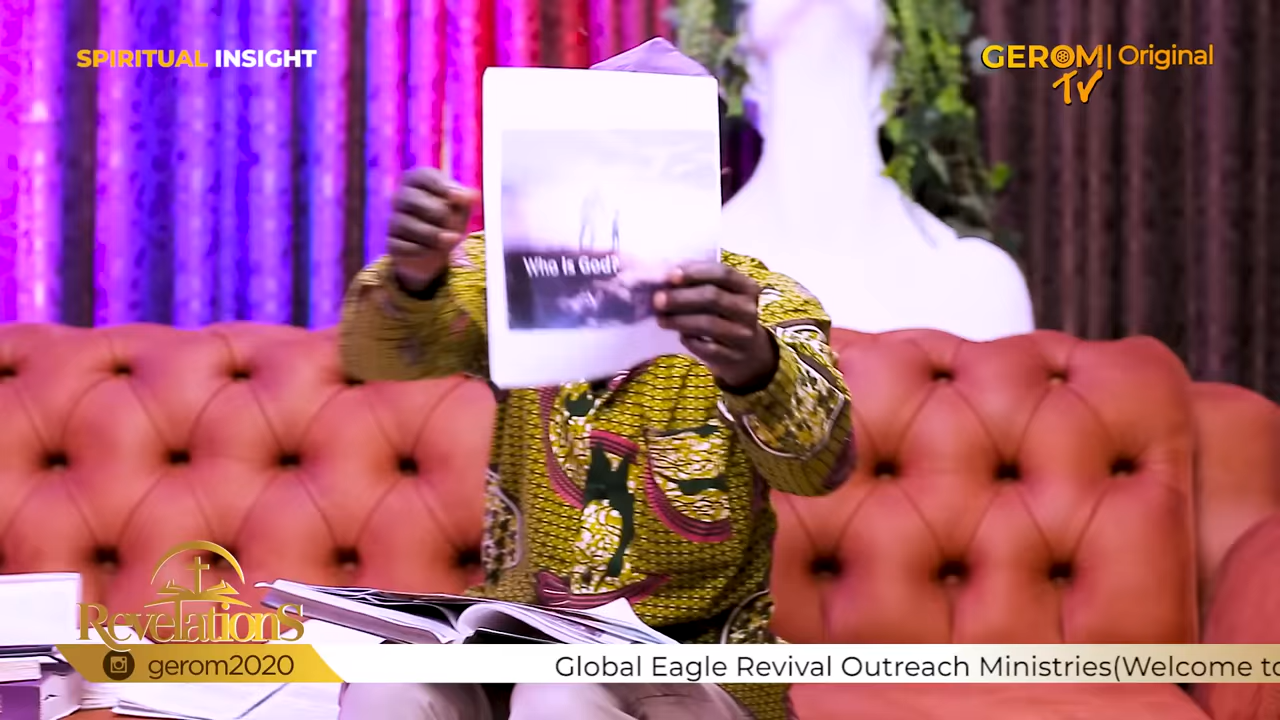 SPIRITUAL INSIGHT
GEROM TV | Original
Who Is God?
RevelationS
gerom2020
Global Eagle Revival Outreach Ministries(Welcome to